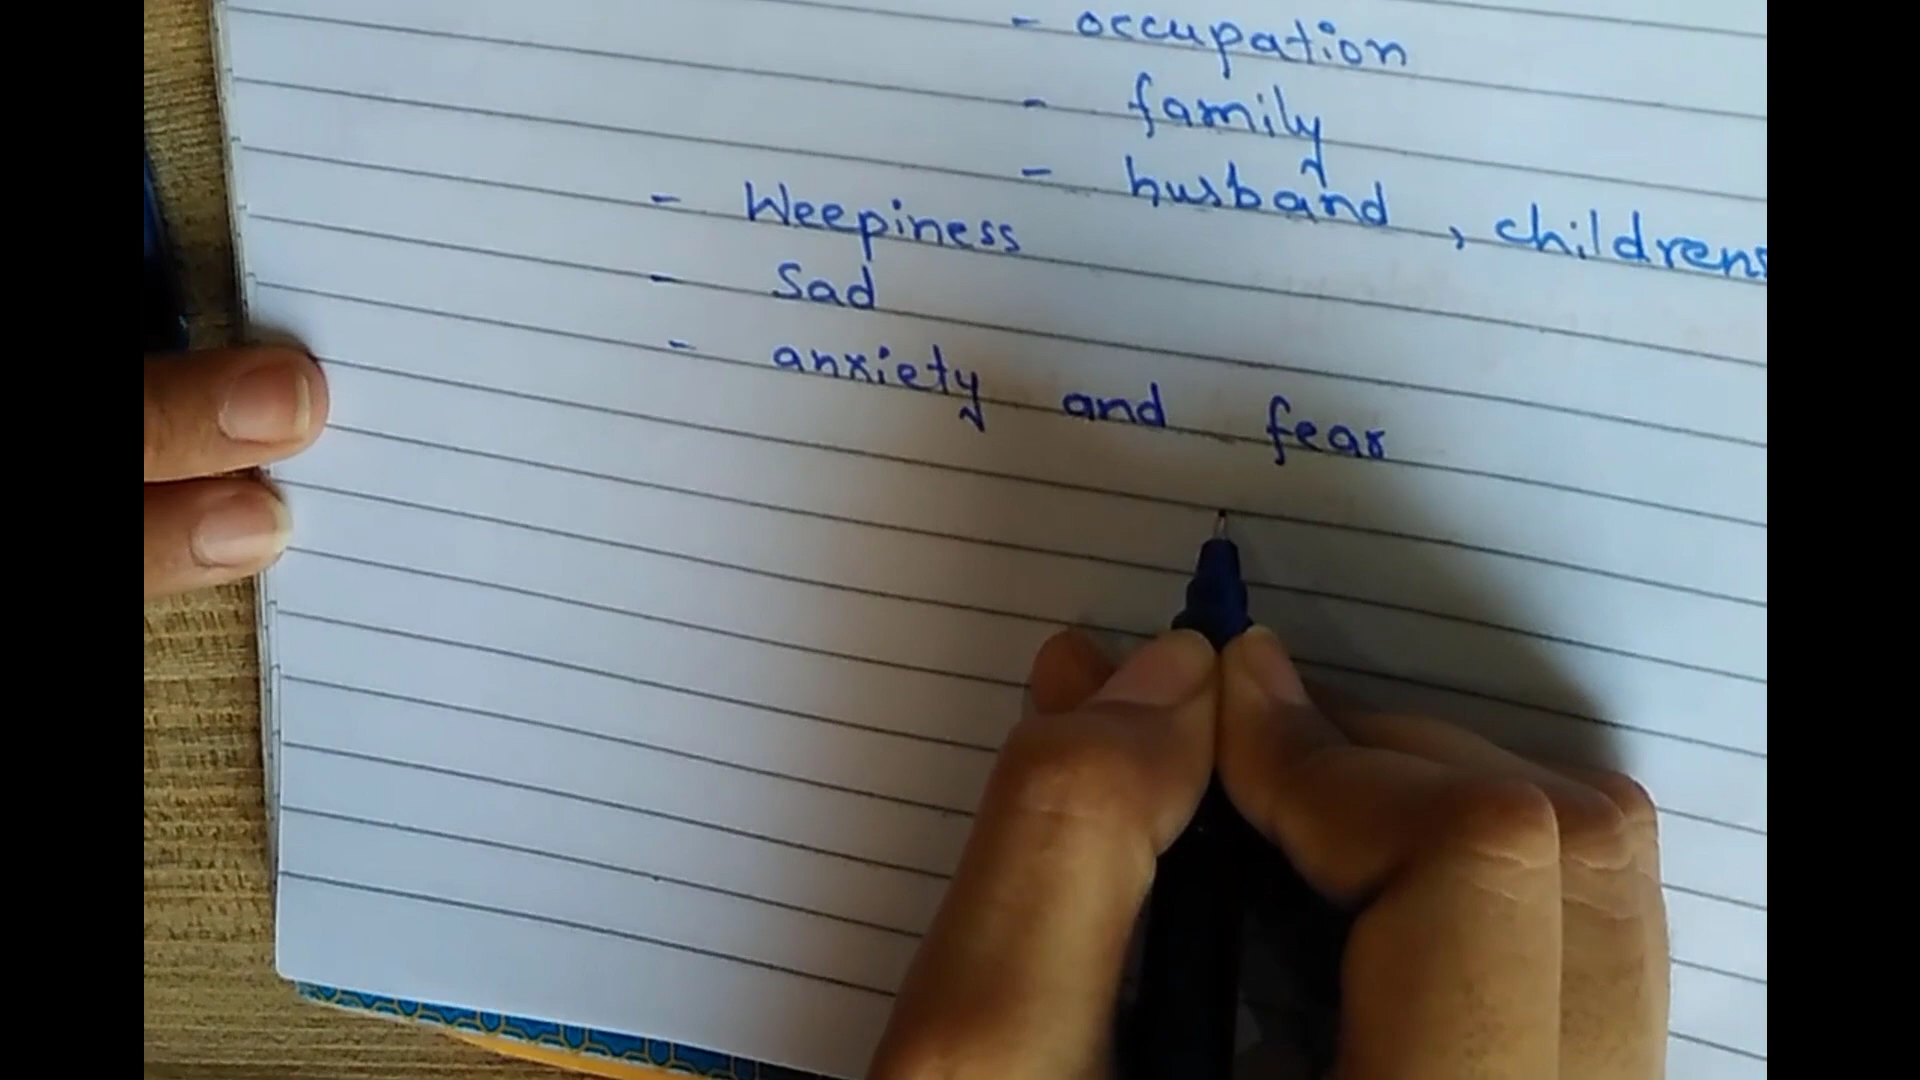 - occupation
- family
- husband, childrens
- Weepiness
- Sad
- anxiety and fear